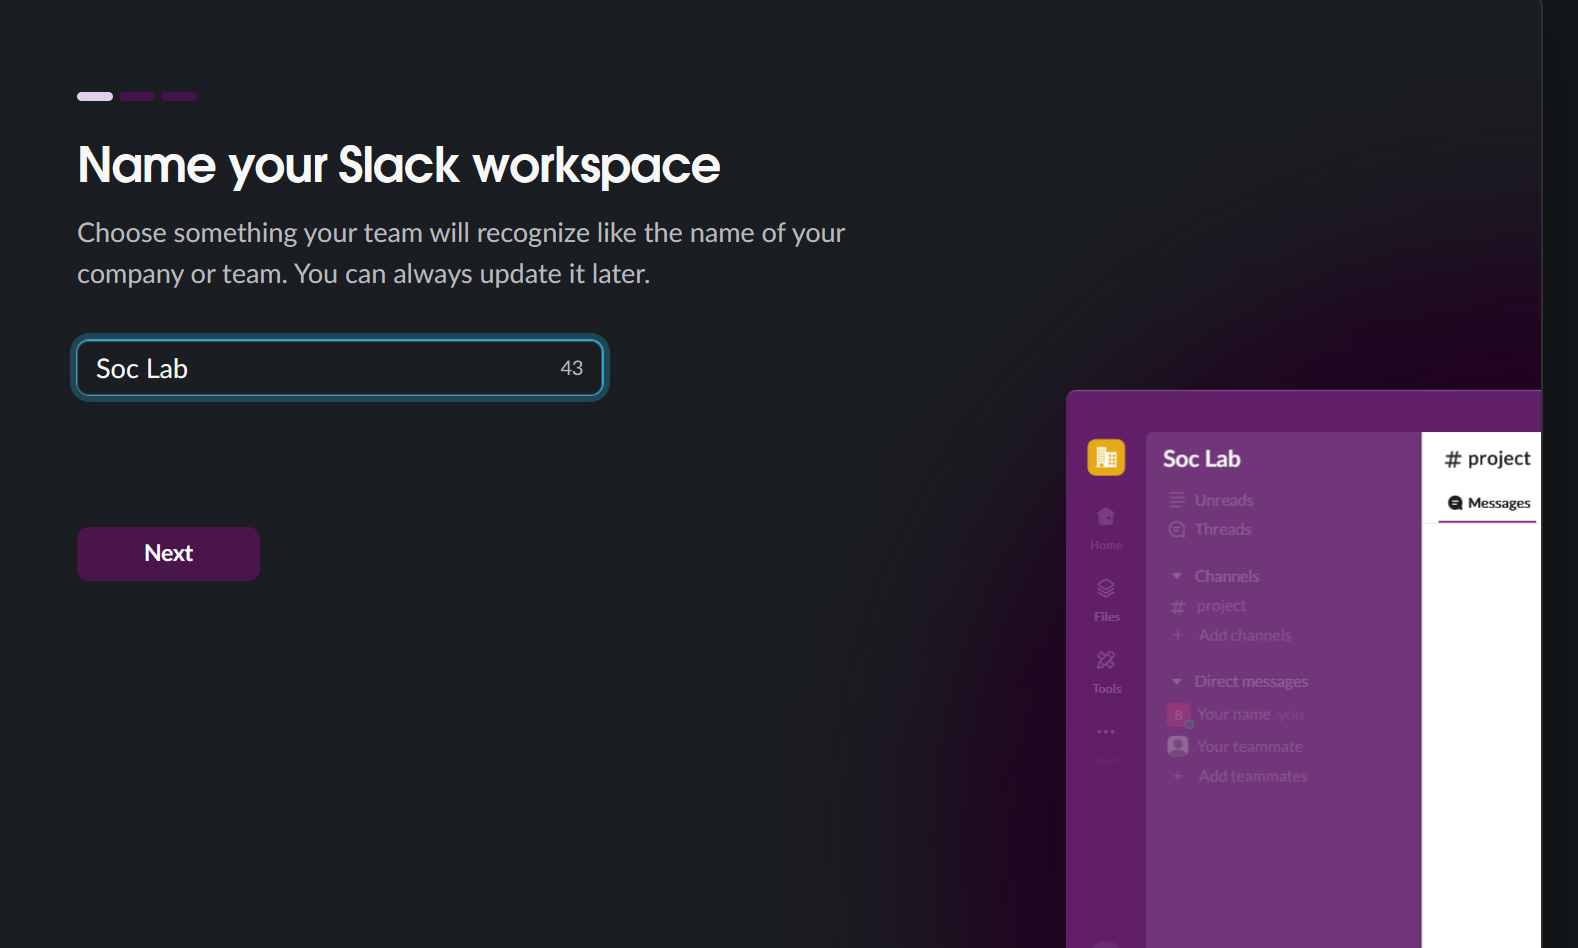 Name your Slack workspace
Choose something your team will recognize like the name of your
company or team. You can always update it later.
Soc Lab 43
Next
Soc Lab
Unreads
Threads
Channels
# project
+ Add channels
Direct messages
B Your name you
Your teammate
+ Add teammates
Home
Files
Tools
More
# project
Messages